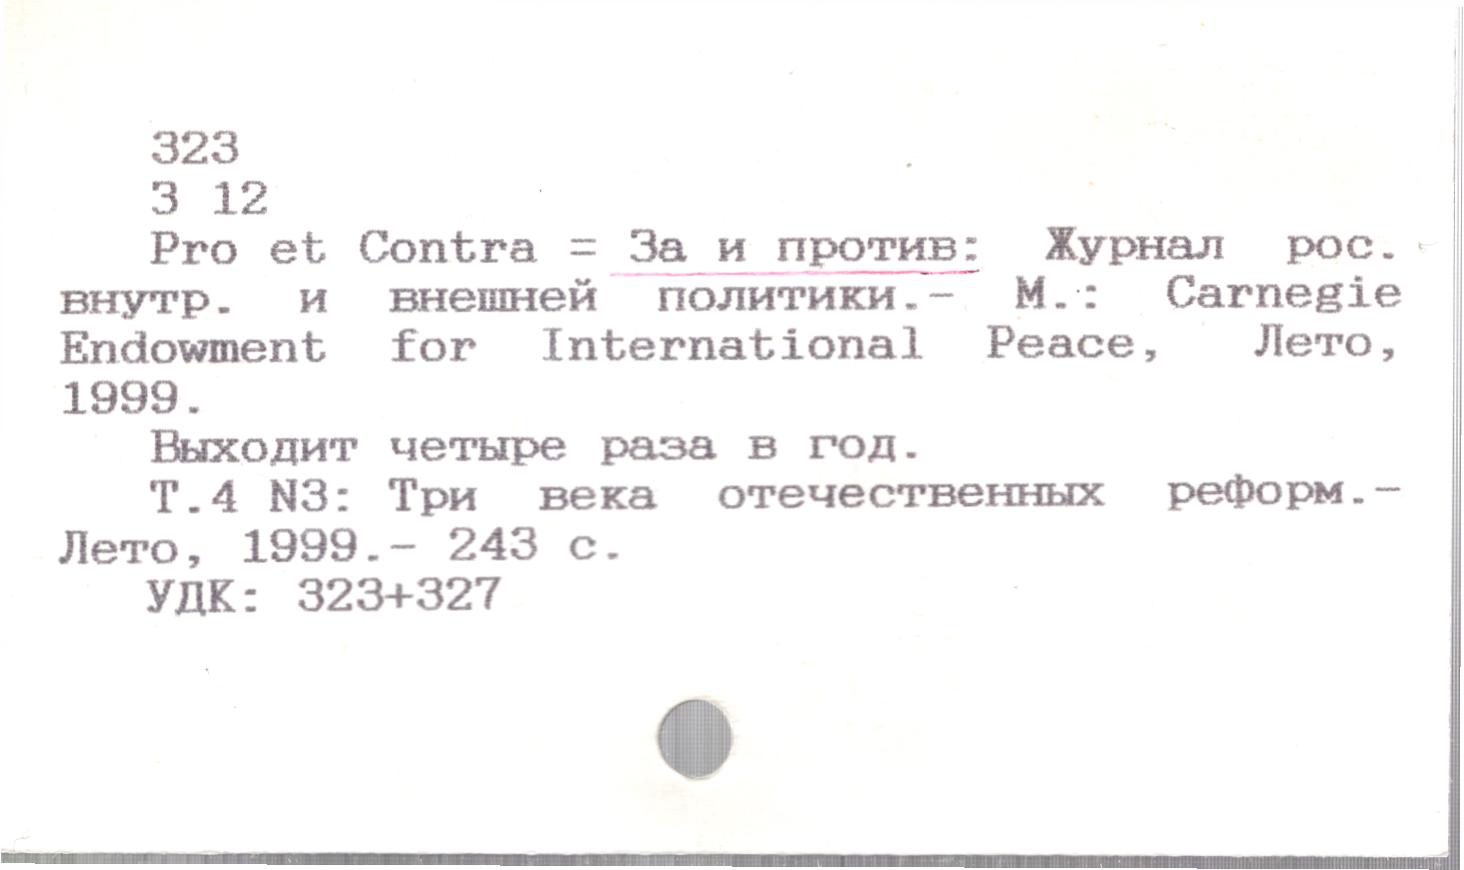 323
З 12
Pro et Contra = За и против: Журнал рос.
внутр. и внешней политики.- М.: Carnegie
Endowment for International Peace, Лето,
1999.
Выходит четыре раза в год.
Т.4 N3: Три века отечественных реформ.-
Лето, 1999.- 243 с.
УДК: 323+327